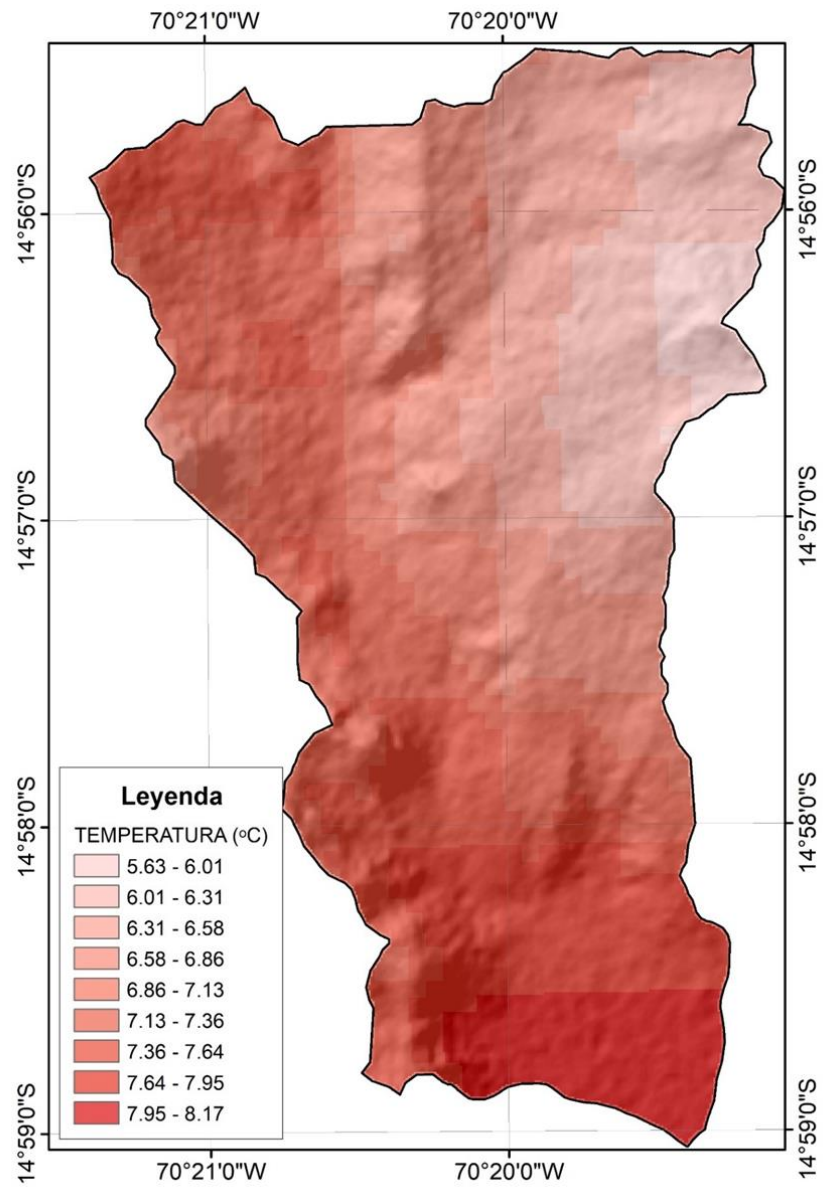 70°21'0"W 70°20'0"W
14°56'0"S 14°56'0"S
14°57'0"S 14°57'0"S
14°58'0"S 14°58'0"S
14°59'0"S 14°59'0"S
Leyenda
TEMPERATURA (°C)
5.63 - 6.01
6.01 - 6.31
6.31 - 6.58
6.58 - 6.86
6.86 - 7.13
7.13 - 7.36
7.36 - 7.64
7.64 - 7.95
7.95 - 8.17
70°21'0"W 70°20'0"W